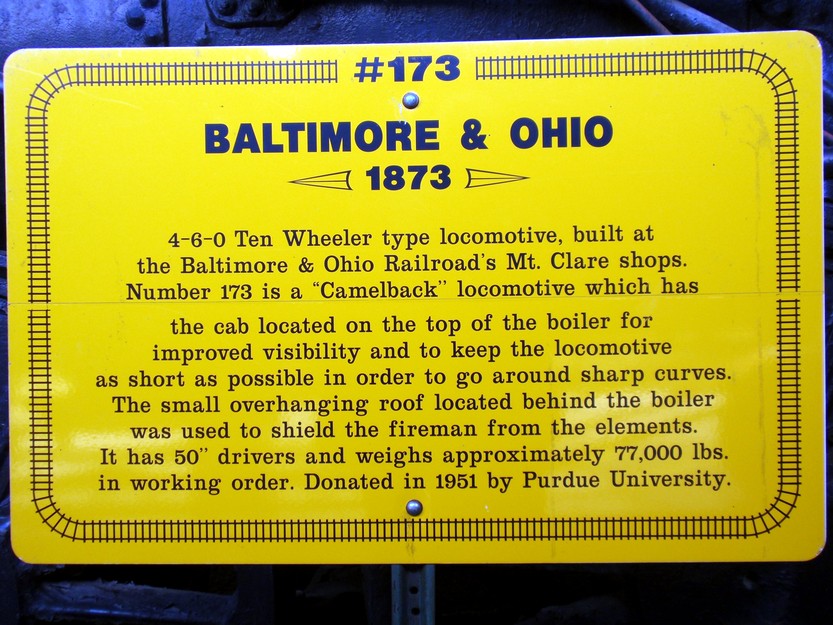 #173
BALTIMORE & OHIO
1873
4-6-0 Ten Wheeler type locomotive, built at
the Baltimore & Ohio Railroad's Mt. Clare shops.
Number 173 is a “Camelback” locomotive which has
the cab located on the top of the boiler for
improved visibility and to keep the locomotive
as short as possible in order to go around sharp curves.
The small overhanging roof located behind the boiler
was used to shield the fireman from the elements.
It has 50” drivers and weighs approximately 77,000 lbs.
in working order. Donated in 1951 by Purdue University.